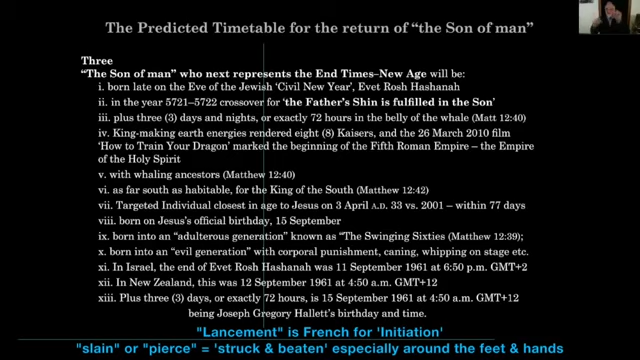 The Predicted Timetable for the return of “the Son of man”
Three
“The Son of man” who next represents the End Times–New Age will be:
i. born late on the Eve of the Jewish ‘Civil New Year’, Evet Rosh Hashanah
ii. in the year 5721–5722 crossover for ‘the Father’s Shin is fulfilled in the Son’
iii. plus three (3) days and nights, or exactly 72 hours in the belly of the whale (Matt 12:40)
iv. King-making earth energies rendered eight (8) Kaisers, and the 26 March 2010 film
‘How to Train Your Dragon’ marked the beginning of the Fifth Roman Empire – the Empire
of the Holy Spirit
v. with whaling ancestors (Matthew 12:40)
vi. as far south as habitable, for the King of the South (Matthew 12:42)
vii. Targeted Individual closest in age to Jesus on 3 April A.D. 33 vs. 2001 – within 77 days
viii. born on Jesus’s official birthday, 15 September
ix. born into an “adulterous generation” known as “The Swinging Sixties (Matthew 12:39);
x. born into an “evil generation” with corporal punishment, caning, whipping on stage etc.
xi. In Israel, the end of Evet Rosh Hashanah was 11 September 1961 at 6:50 p.m. GMT+2
xii. In New Zealand, this was 12 September 1961 at 4:50 a.m. GMT+12
xiii. Plus three (3) days, or exactly 72 hours, is 15 September 1961 at 4:50 a.m. GMT+12
being Joseph Gregory Hallett’s birthday and time.
"Lancement" is French for 'Initiation'
"slain" or "pierce" = 'struck & beaten' especially around the feet & hands